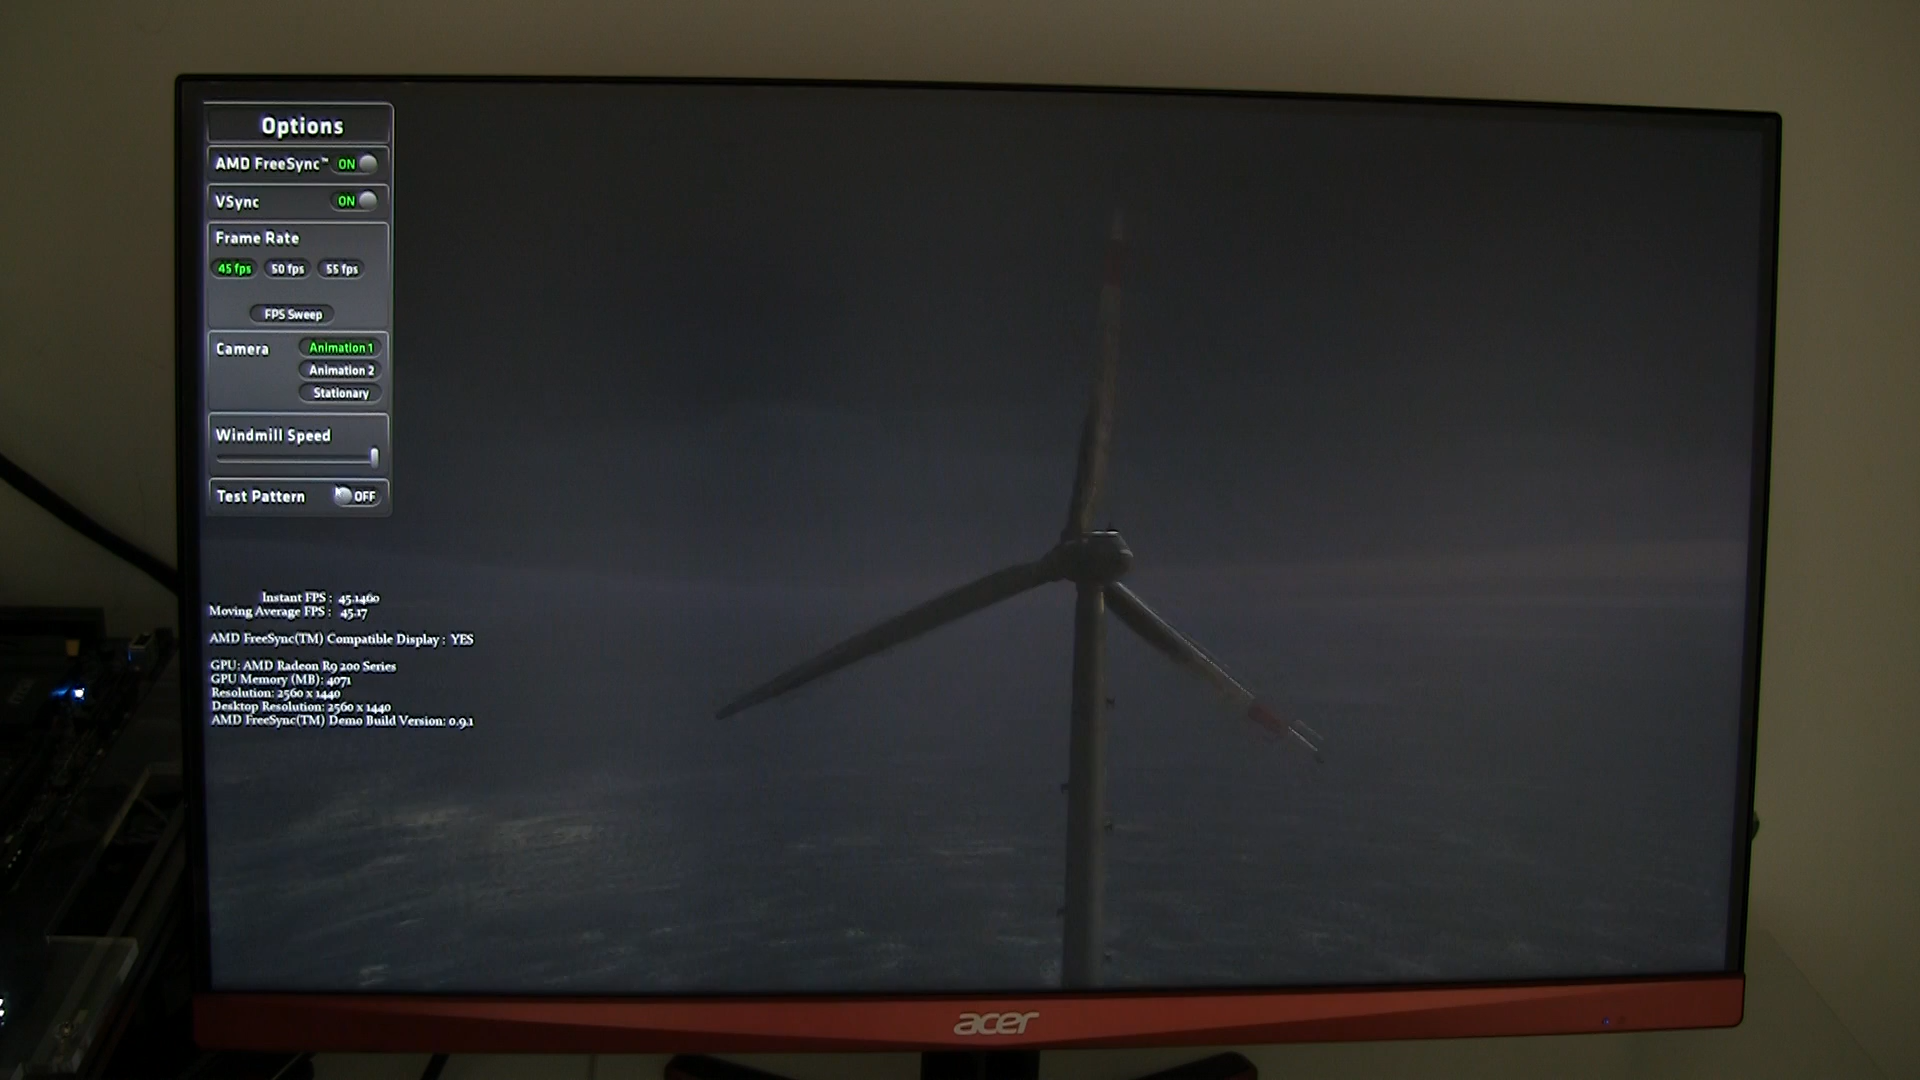 Options
AMD FreeSync™ ON
VSync ON
Frame Rate
45 fps 50 fps 55 fps
FPS Sweep
Camera Animation 1
Animation 2
Stationary
Windmill Speed
Test Pattern OFF
Instant FPS : 45.1460
Moving Average FPS : 45.17
AMD FreeSync(TM) Compatible Display : YES
GPU: AMD Radeon R9 200 Series
GPU Memory (MB): 4071
Resolution: 2560 x 1440
Desktop Resolution: 2560 x 1440
AMD FreeSync(TM) Demo Build Version: 0.9.1
acer